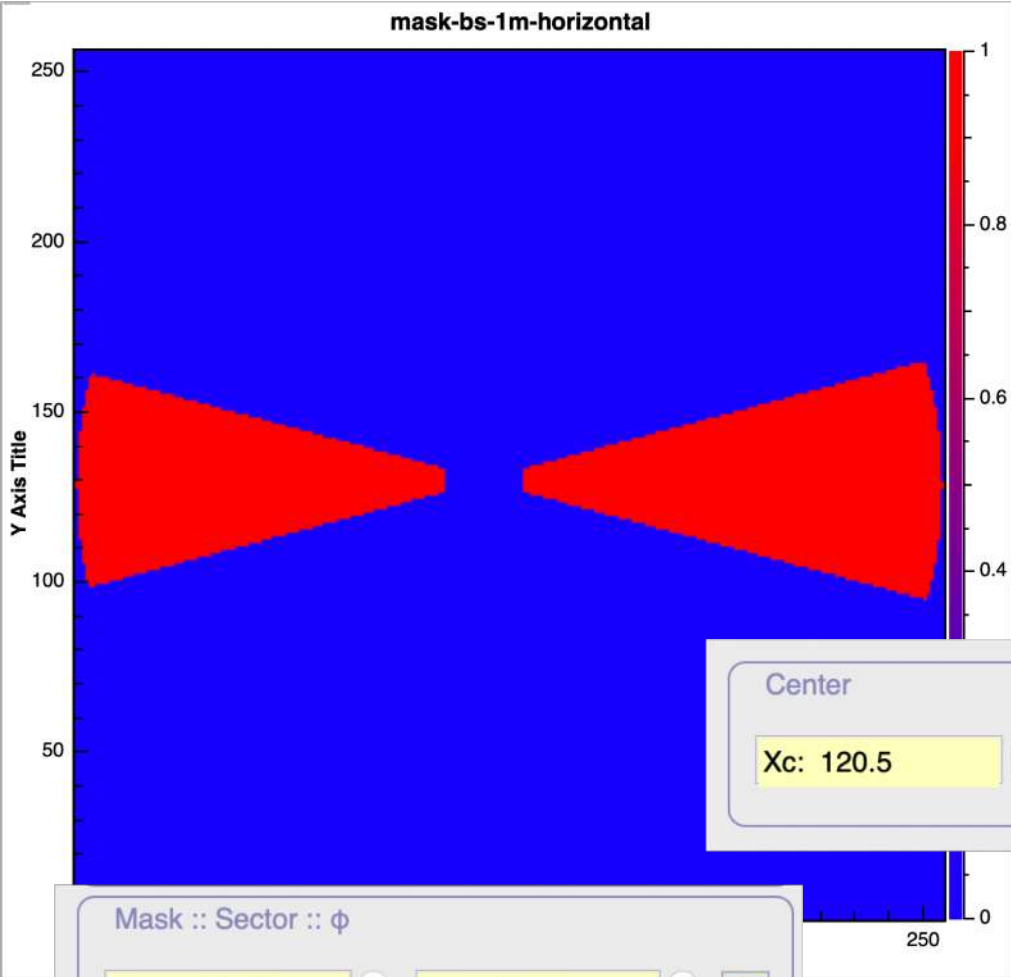 mask-bs-1m-horizontal
250
200
150
100
50
Y Axis Title
1
0.8
0.6
0.4
0
250
Center
Xc: 120.5
Mask :: Sector :: φ